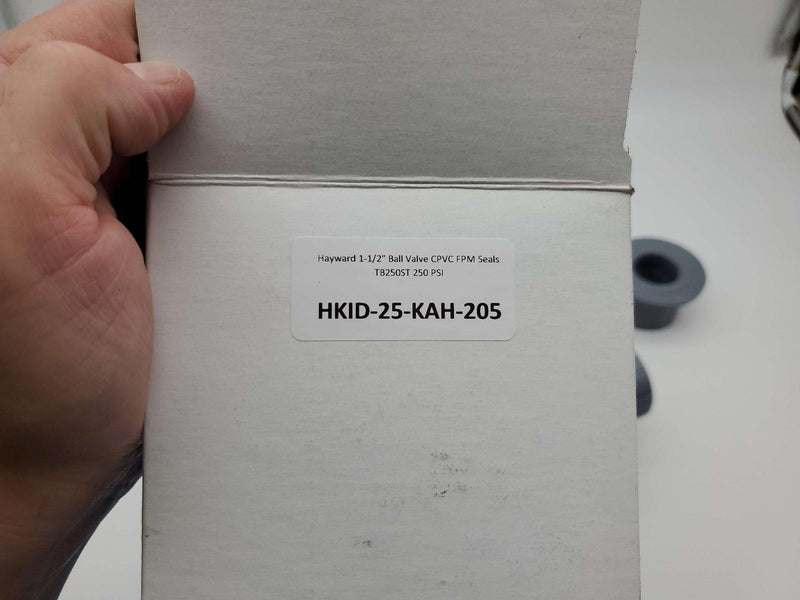 Hayward 1-1/2" Ball Valve CPVC FPM Seals
TB250ST 250 PSI
HKID-25-KAH-205